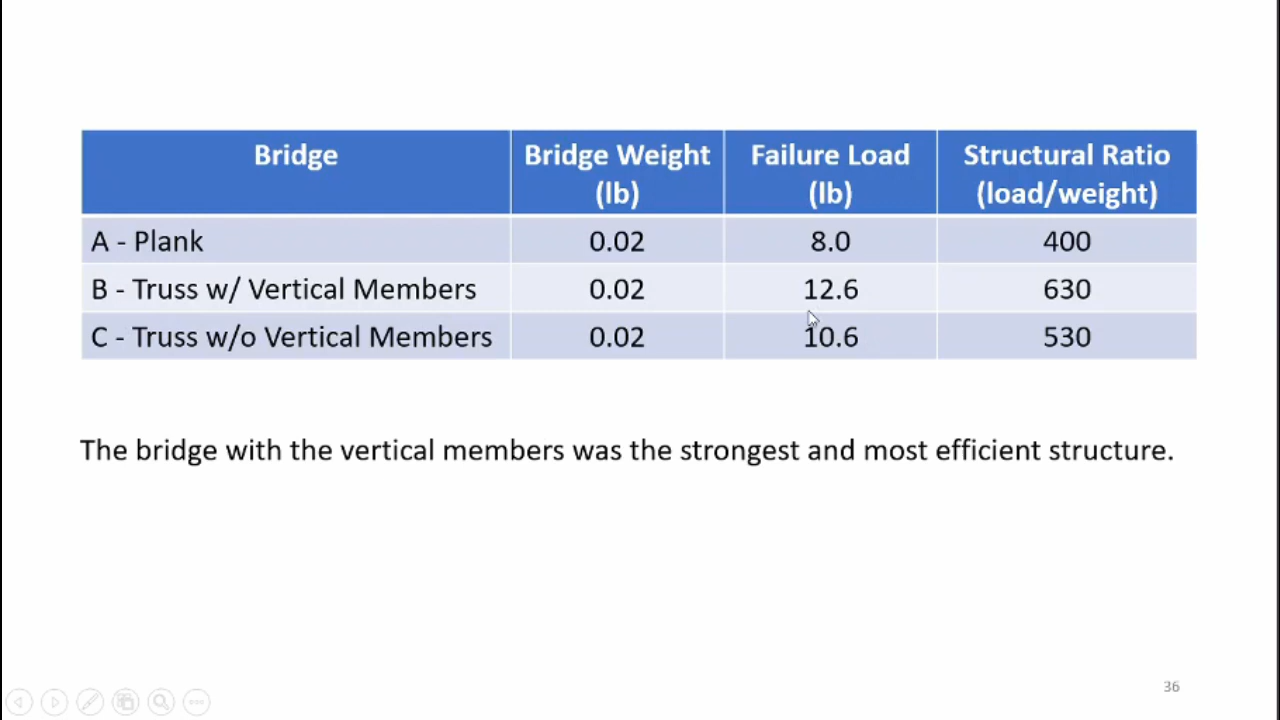 Bridge Bridge Weight (lb) Failure Load (lb) Structural Ratio (load/weight)
A - Plank 0.02 8.0 400
B - Truss w/ Vertical Members 0.02 12.6 630
C - Truss w/o Vertical Members 0.02 10.6 530
The bridge with the vertical members was the strongest and most efficient structure.
36